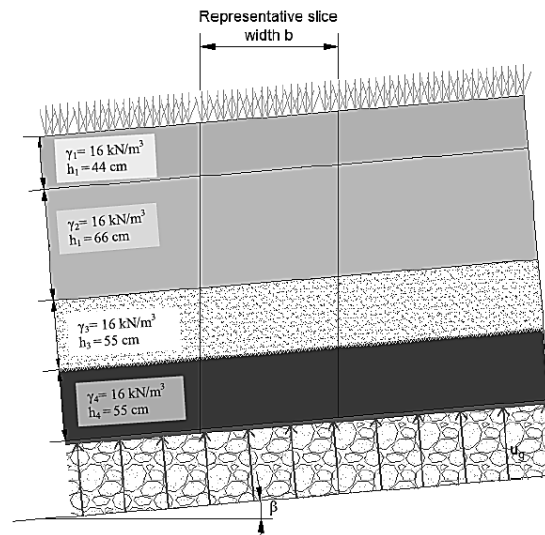 Representative slice
width b
γ₁= 16 kN/m³
h₁= 44 cm
γ₂= 16 kN/m³
h₁= 66 cm
γ₃= 16 kN/m³
h₃= 55 cm
γ₄= 16 kN/m³
h₄= 55 cm
u_g
β